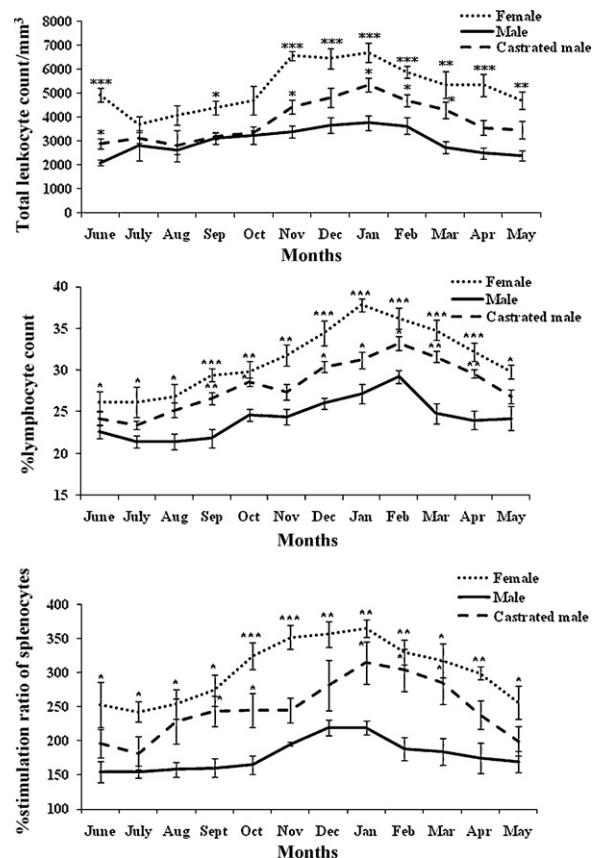 Total leukocyte count/mm³
8000
7000
6000
5000
4000
3000
2000
1000
0
Female
Male
Castrated male
*** * *** *** *** *** ** *** **
* * * * *
June July Aug Sep Oct Nov Dec Jan Feb Mar Apr May
Months
%lymphocyte count
40
35
30
25
20
15
Female
Male
Castrated male
June July Aug Sep Oct Nov Dec Jan Feb Mar Apr May
Months
%stimulation ratio of splenocytes
400
350
300
250
200
150
100
Female
Male
Castrated male
June July Aug Sept Oct Nov Dec Jan Feb Mar Apr May
Months